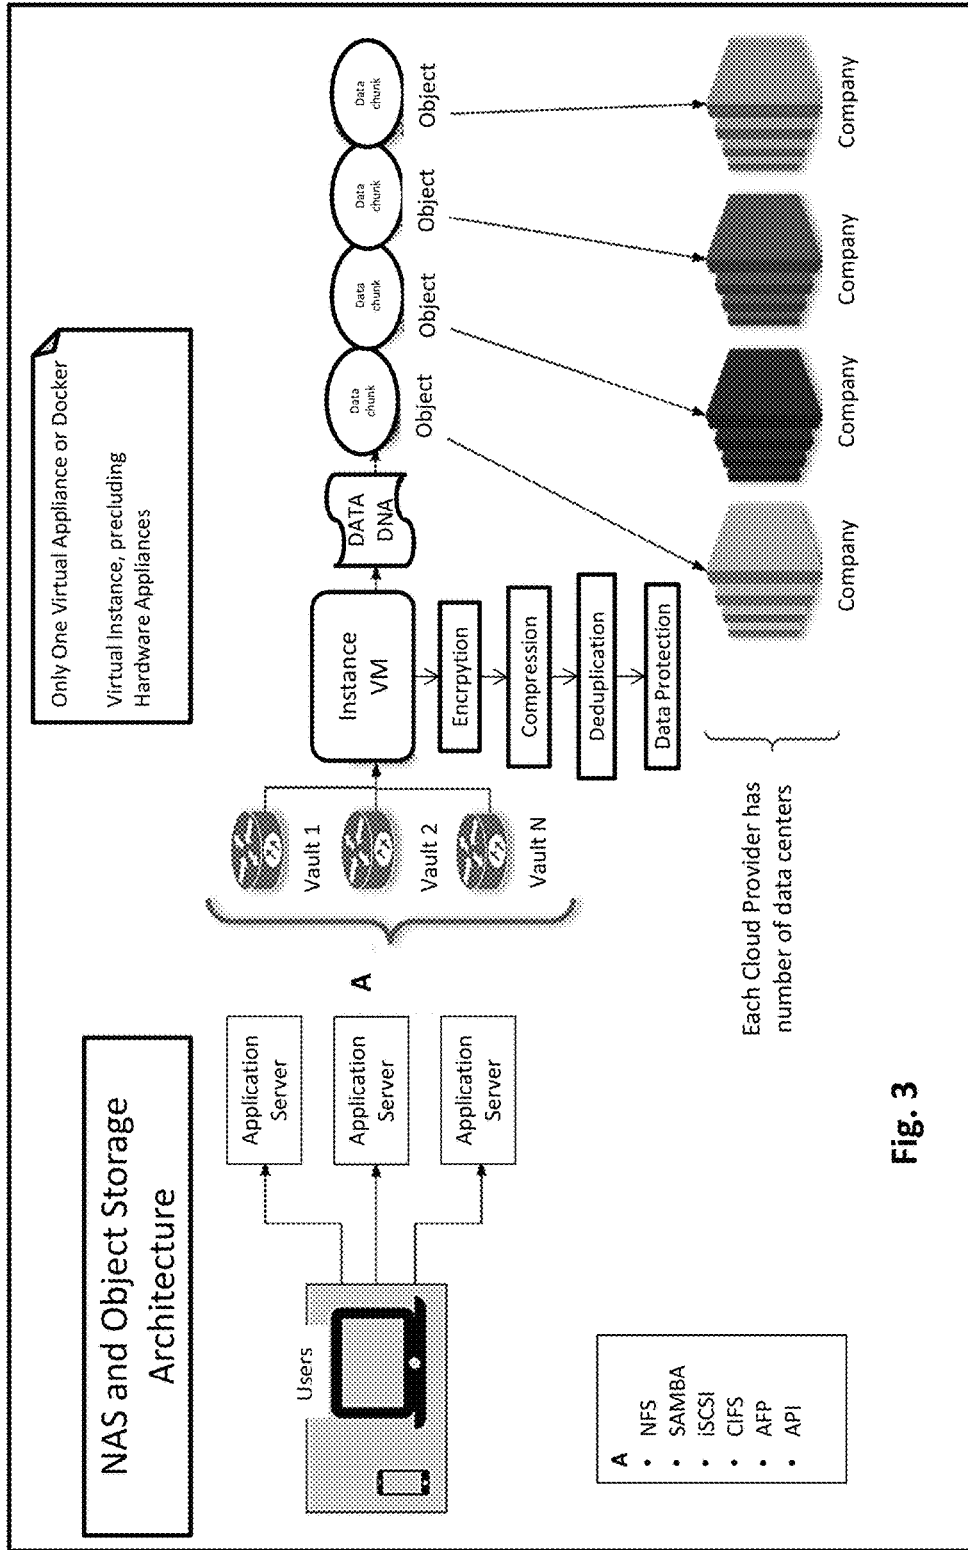 NAS and Object Storage
Architecture
Only One Virtual Appliance or Docker
Virtual Instance, precluding
Hardware Appliances
Users
Application
Server
Application
Server
Application
Server
A
Vault 1
Vault 2
Vault N
Instance
VM
DATA
DNA
Data
chunk
Data
chunk
Data
chunk
Data
chunk
Object
Object
Object
Object
Encrpytion
Compression
Deduplication
Data Protection
A
• NFS
• SAMBA
• iSCSI
• CIFS
• AFP
• API
Each Cloud Provider has
number of data centers
Company
Company
Company
Company
Fig. 3